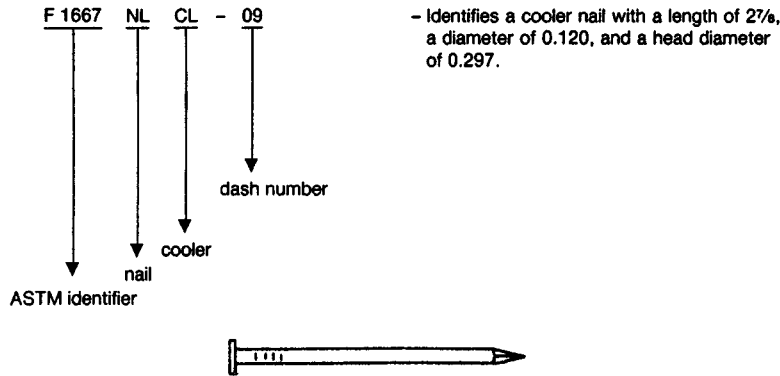 F 1667 NL CL - 09
- Identifies a cooler nail with a length of 2⅞,
a diameter of 0.120, and a head diameter
of 0.297.
dash number
cooler
nail
ASTM identifier